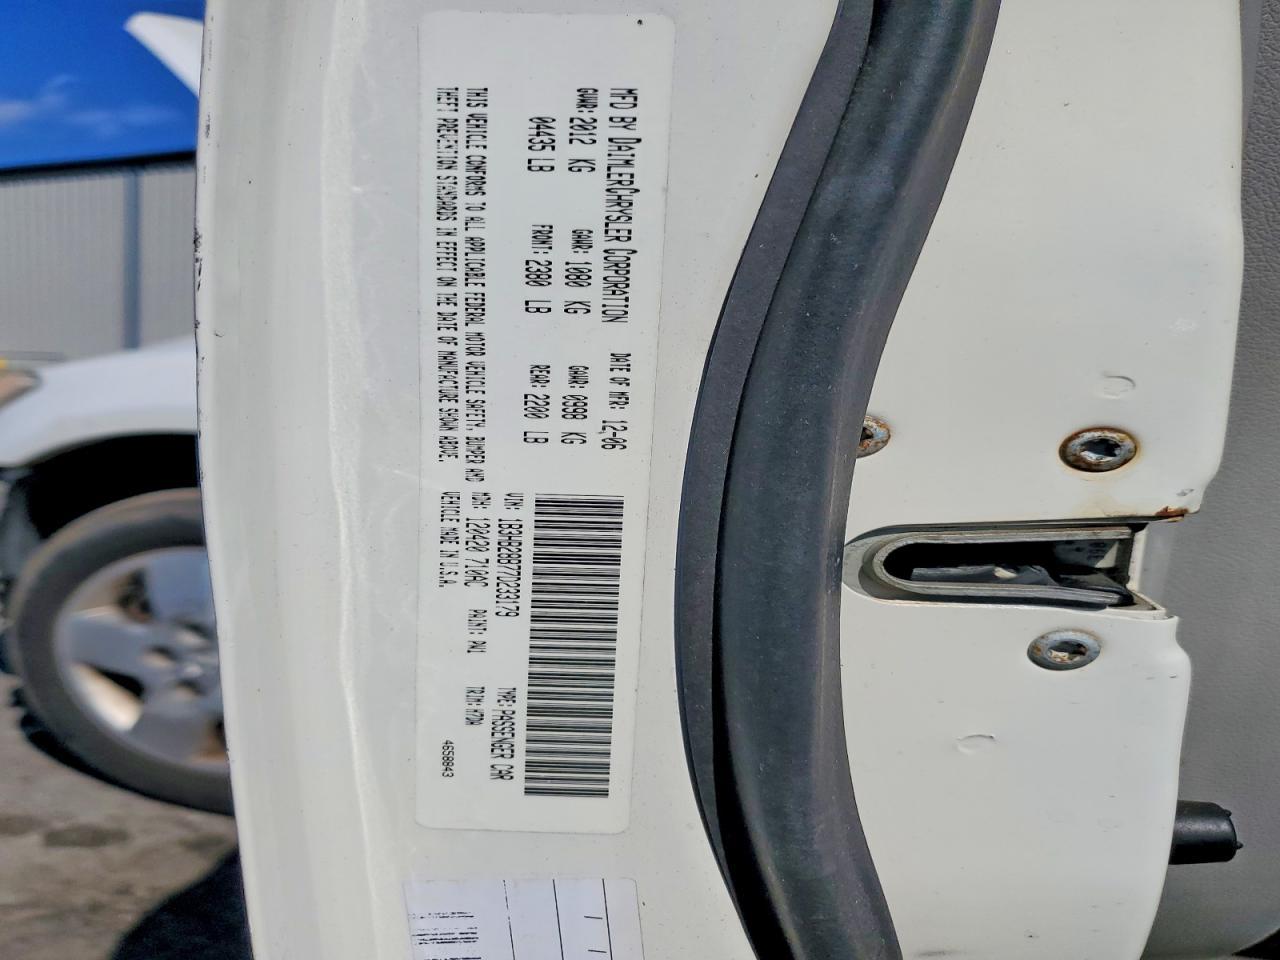 MFD BY DAIMLERCHRYSLER CORPORATION DATE OF MFR: 12-06
GVWR: 2012 KG GAWR: 1080 KG GAWR: 0998 KG
04435 LB FRONT: 2380 LB REAR: 2200 LB
THIS VEHICLE CONFORMS TO ALL APPLICABLE FEDERAL MOTOR VEHICLE SAFETY, BUMPER AND
THEFT PREVENTION STANDARDS IN EFFECT ON THE DATE OF MANUFACTURE SHOWN ABOVE.
VIN: 1B3HB28B77D233179 TYPE: PASSENGER CAR
MDH: 120420 710AC PAINT: PW1 TRIM: H7DA
VEHICLE MADE IN U.S.A. 4658943